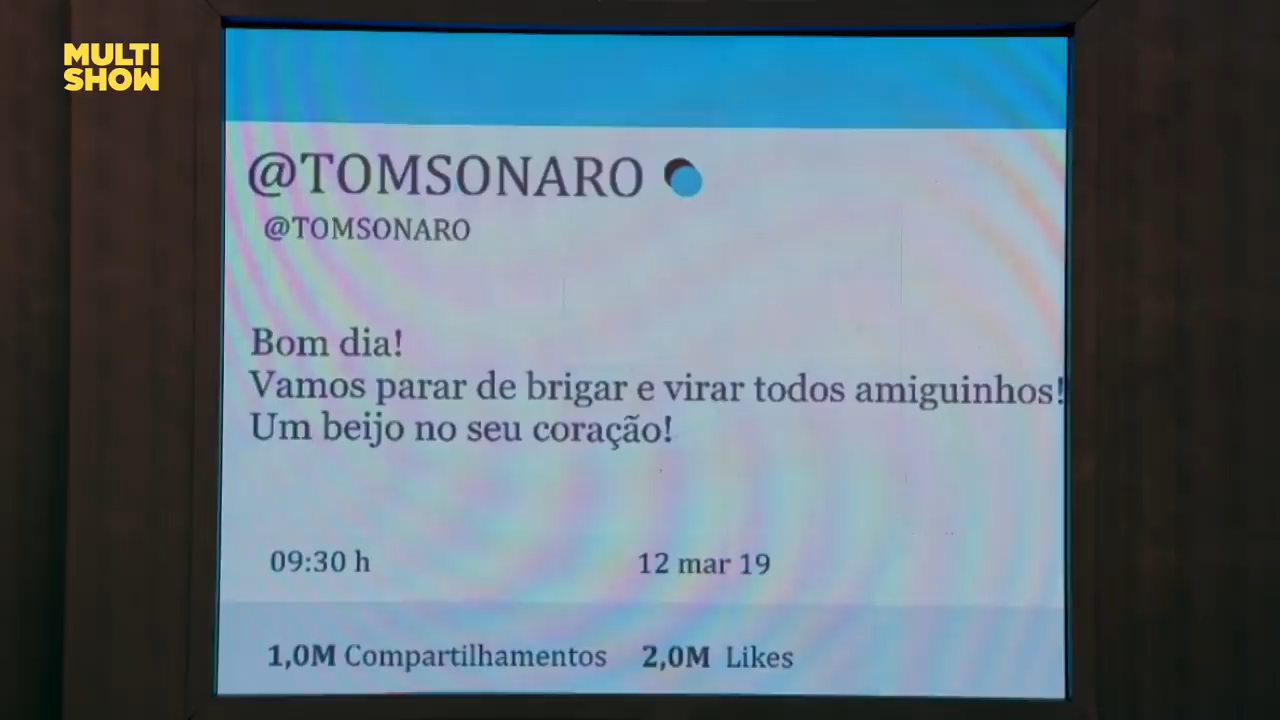 MULTI
SHOW
@TOMSONARO
@TOMSONARO
Bom dia!
Vamos parar de brigar e virar todos amiguinhos!
Um beijo no seu coração!
09:30 h 12 mar 19
1,0M Compartilhamentos 2,0M Likes